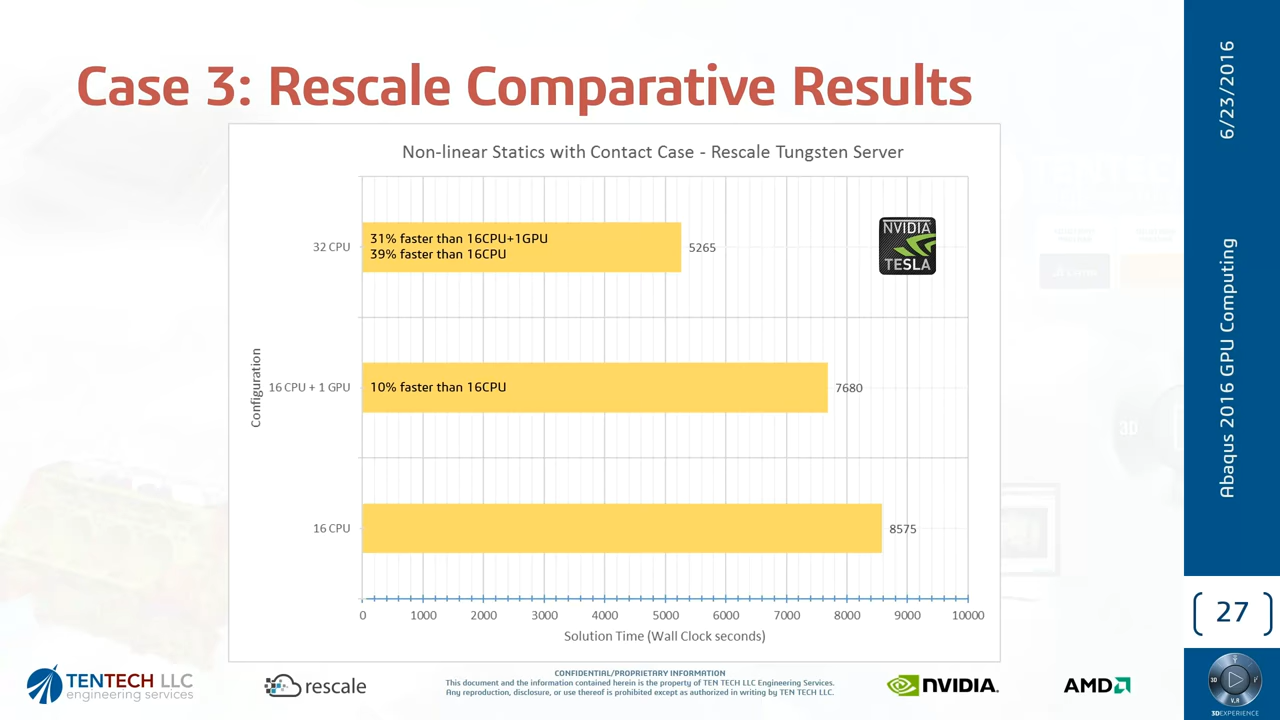 Case 3: Rescale Comparative Results
Non-linear Statics with Contact Case - Rescale Tungsten Server
Configuration
32 CPU
31% faster than 16CPU+1GPU
39% faster than 16CPU
5265
NVIDIA
TESLA
16 CPU + 1 GPU
10% faster than 16CPU
7680
16 CPU
8575
0 1000 2000 3000 4000 5000 6000 7000 8000 9000 10000
Solution Time (Wall Clock seconds)
6/23/2016
Abaqus 2016 GPU Computing
27
TENTECH LLC
engineering services
rescale
CONFIDENTIAL/PROPRIETARY INFORMATION
This document and the information contained herein is the property of TEN TECH LLC Engineering Services.
Any reproduction, disclosure, or use thereof is prohibited except as authorized in writing by TEN TECH LLC.
NVIDIA.
AMD
3D
V.R
3DEXPERIENCE